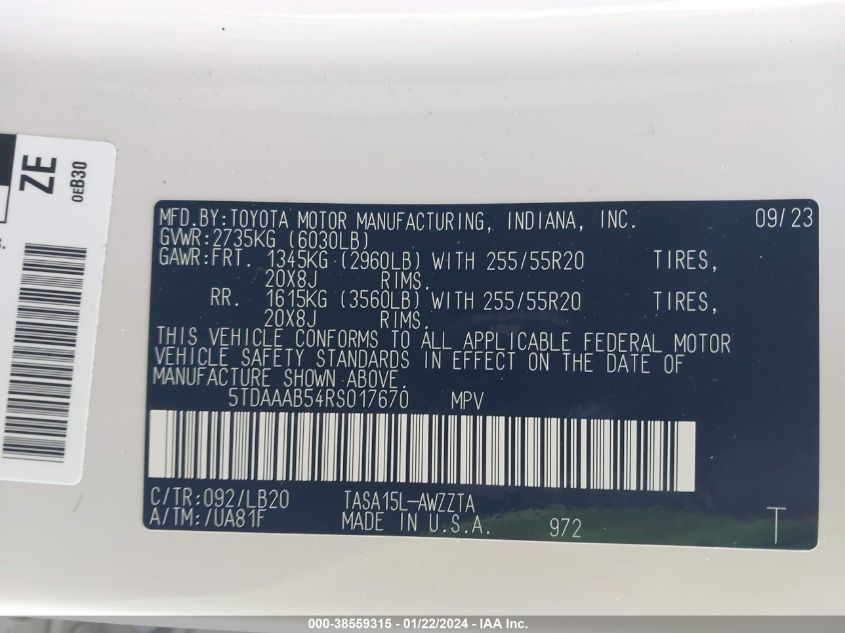 ZE
0EB30
MFD.BY:TOYOTA MOTOR MANUFACTURING, INDIANA, INC. 09/23
GVWR:2735KG (6030LB)
GAWR:FRT. 1345KG (2960LB) WITH 255/55R20 TIRES,
20X8J RIMS.
RR. 1615KG (3560LB) WITH 255/55R20 TIRES,
20X8J RIMS.
THIS VEHICLE CONFORMS TO ALL APPLICABLE FEDERAL MOTOR
VEHICLE SAFETY STANDARDS IN EFFECT ON THE DATE OF
MANUFACTURE SHOWN ABOVE.
5TDAAAB54RS017670 MPV
C/TR:092/LB20 TASA15L-AWZZTA
A/TM:/UA81F MADE IN U.S.A. 972 T
000-38559315 - 01/22/2024 - IAA Inc.